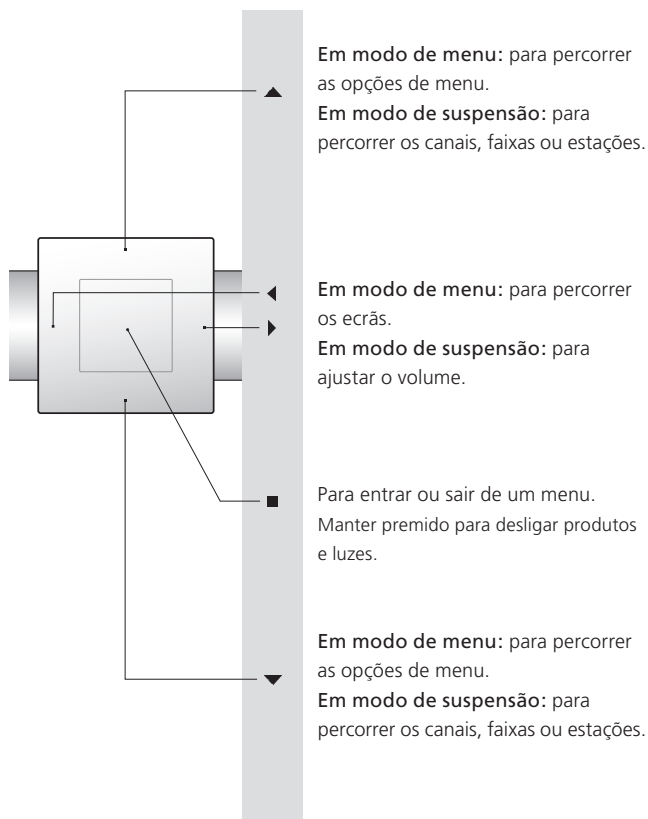 Em modo de menu: para percorrer
as opções de menu.
Em modo de suspensão: para
percorrer os canais, faixas ou estações.
Em modo de menu: para percorrer
os ecrãs.
Em modo de suspensão: para
ajustar o volume.
Para entrar ou sair de um menu.
Manter premido para desligar produtos
e luzes.
Em modo de menu: para percorrer
as opções de menu.
Em modo de suspensão: para
percorrer os canais, faixas ou estações.